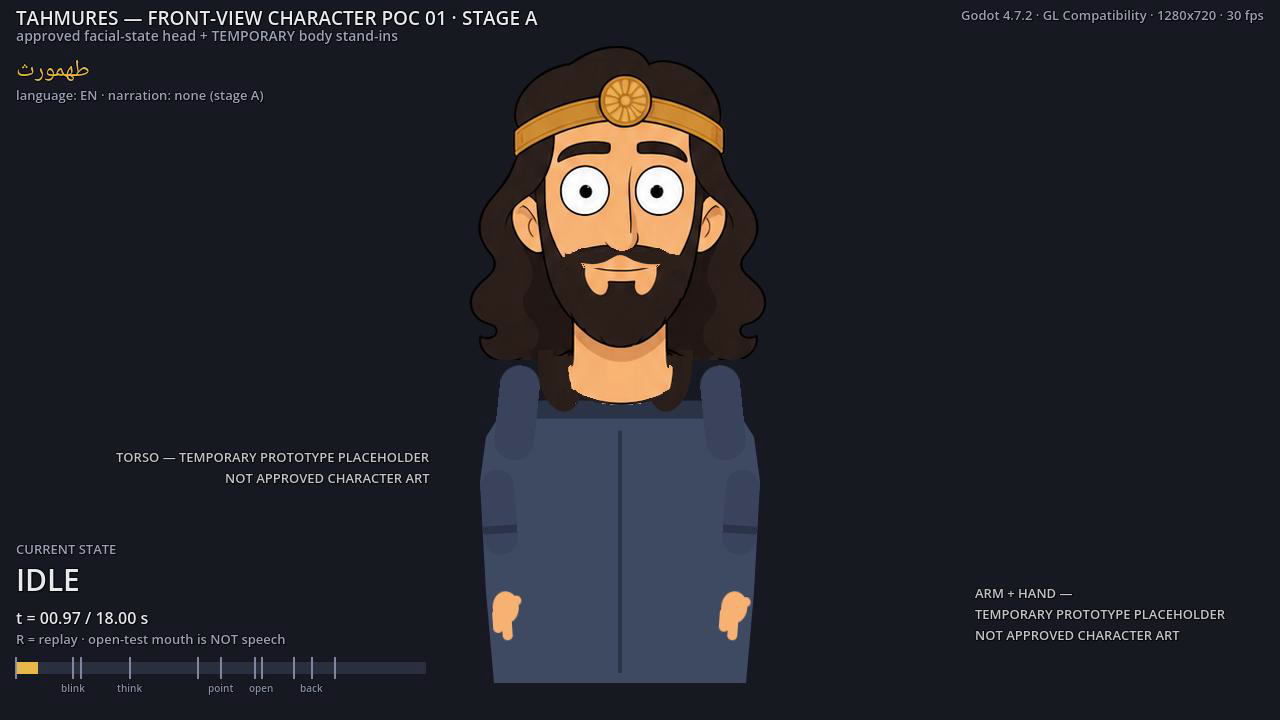 TAHMURES — FRONT-VIEW CHARACTER POC 01 · STAGE A
approved facial-state head + TEMPORARY body stand-ins
Godot 4.7.2 · GL Compatibility · 1280x720 · 30 fps
طهمورث
language: EN · narration: none (stage A)
TORSO — TEMPORARY PROTOTYPE PLACEHOLDER
NOT APPROVED CHARACTER ART
CURRENT STATE
IDLE
t = 00.97 / 18.00 s
R = replay · open-test mouth is NOT speech
blink think point open back
ARM + HAND —
TEMPORARY PROTOTYPE PLACEHOLDER
NOT APPROVED CHARACTER ART